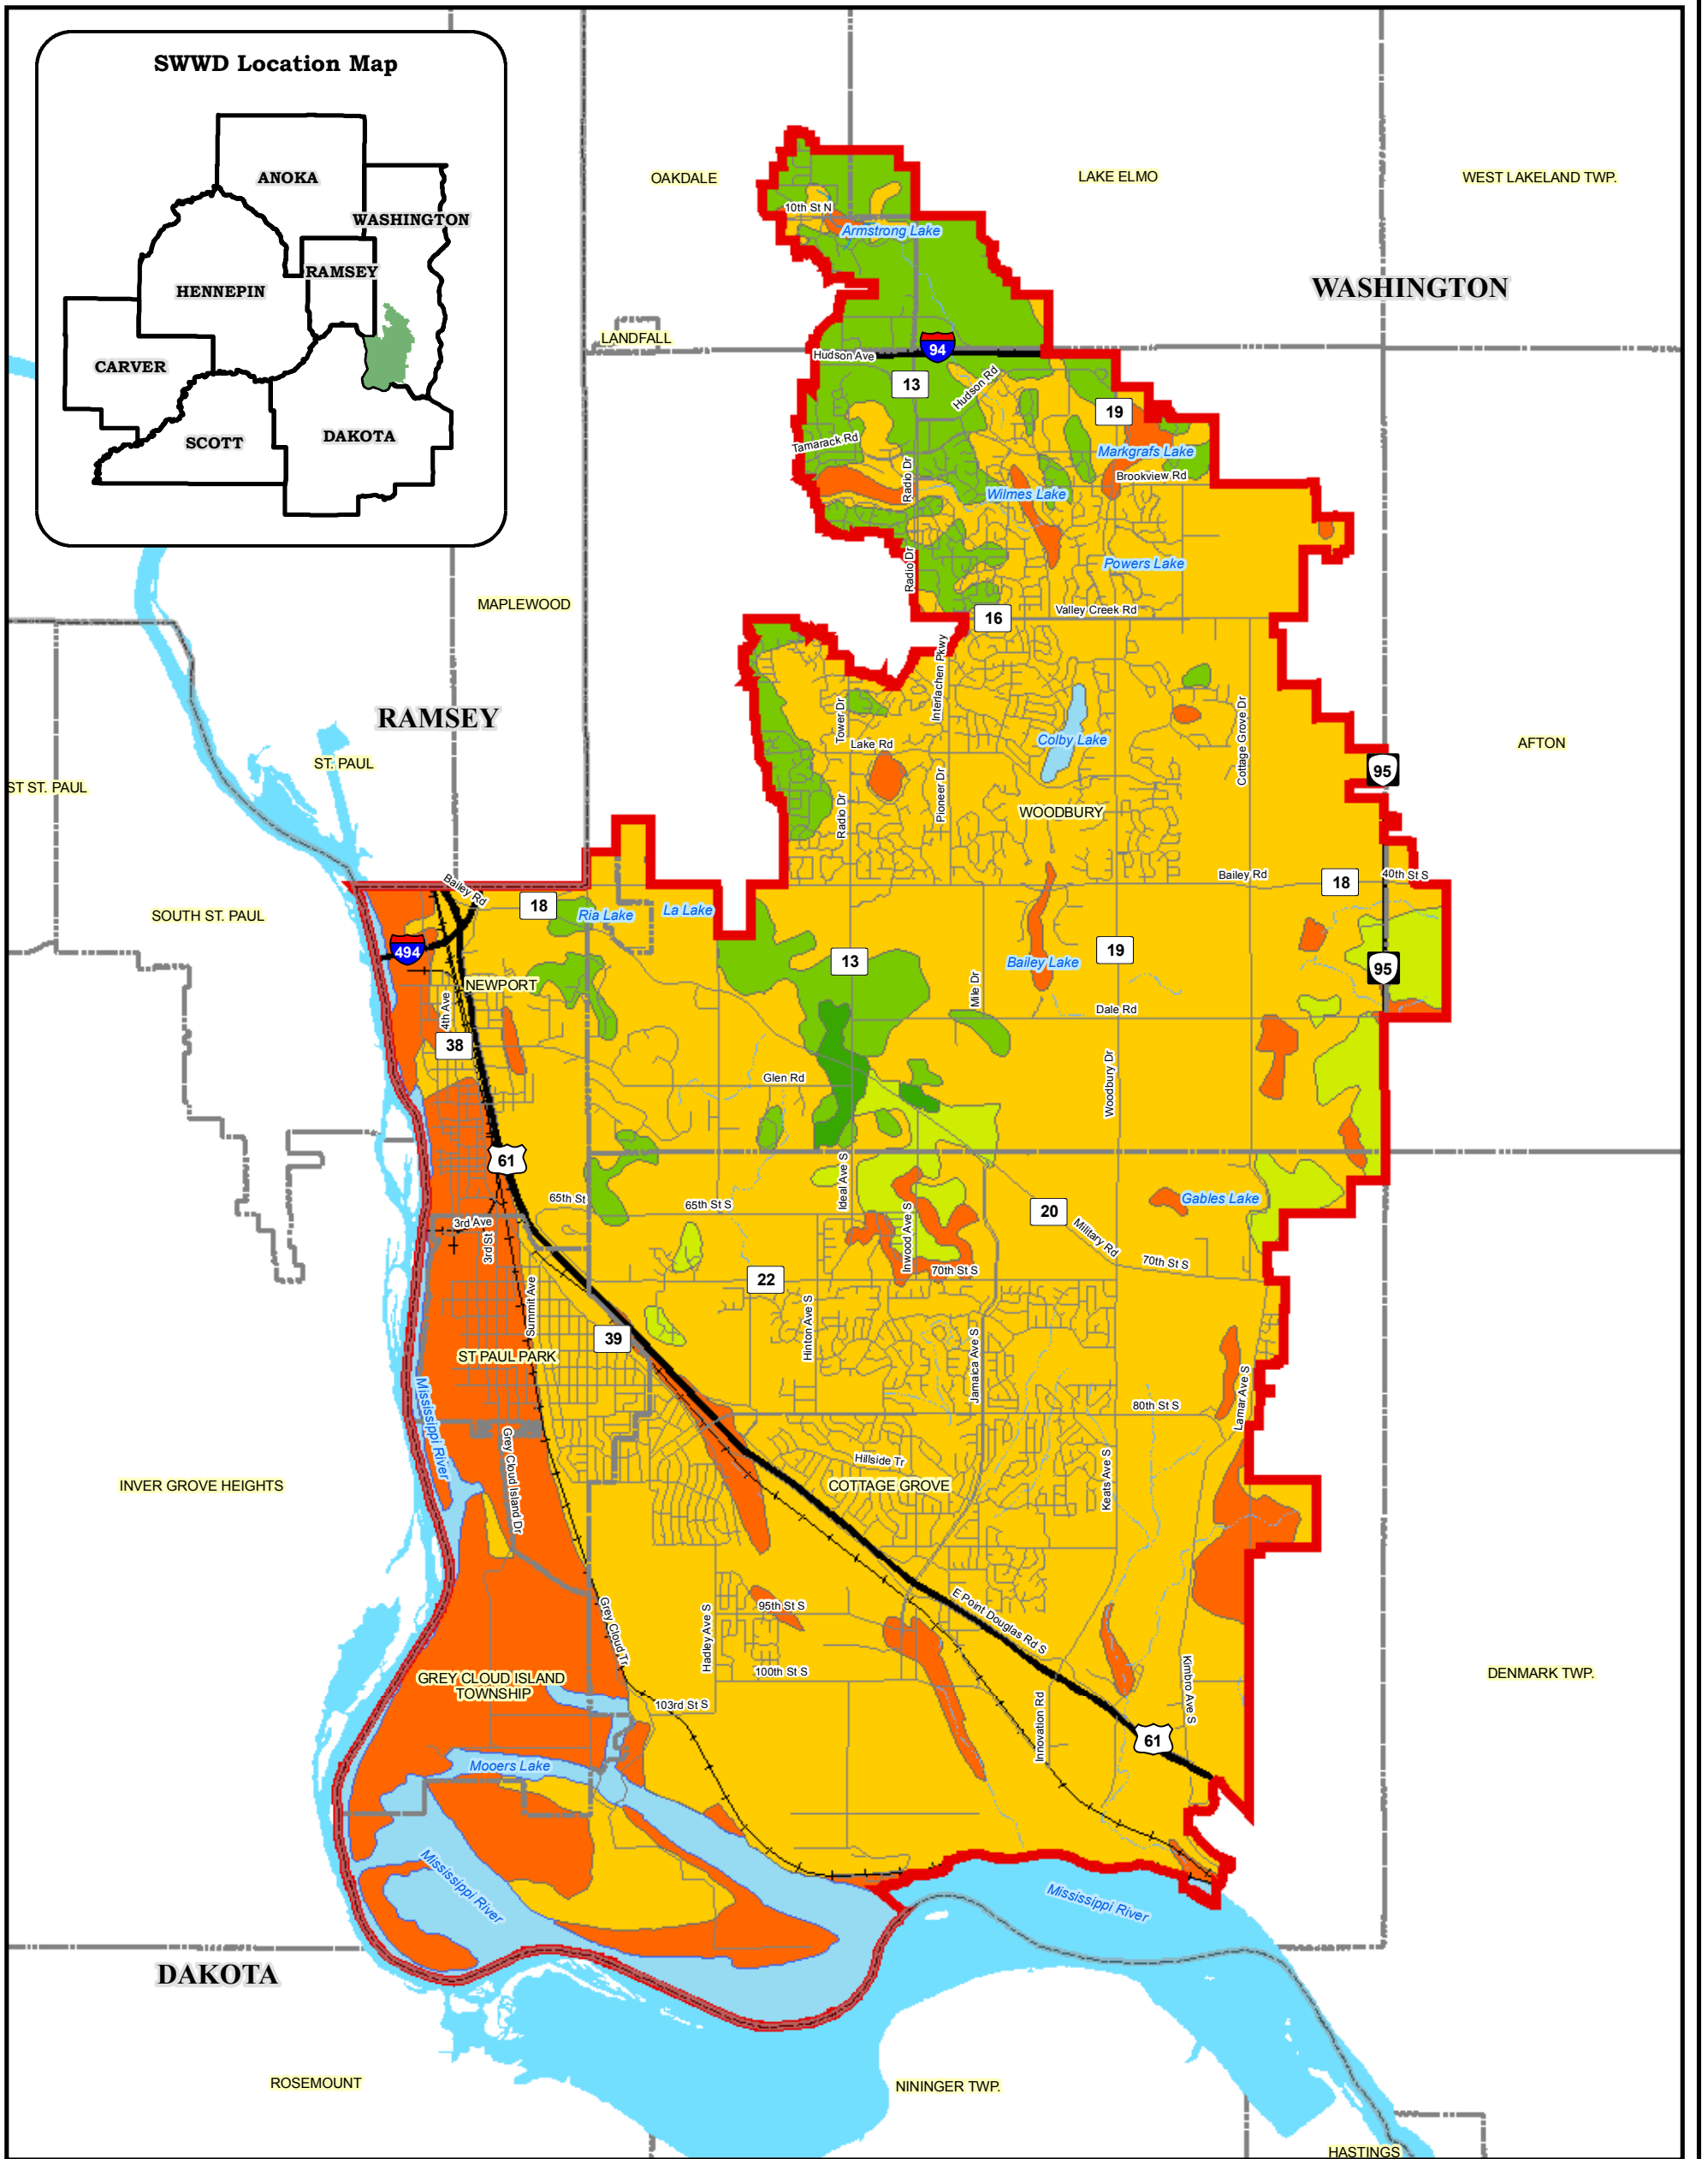 SWWD Location Map
ANOKA
WASHINGTON
RAMSEY
HENNEPIN
CARVER
SCOTT
DAKOTA
OAKDALE
LAKE ELMO
WEST LAKELAND TWP.
10th St N
Armstrong Lake
WASHINGTON
LANDFALL
94
Hudson Ave
13
Hudson Rd
19
Tamarack Rd
Markgrafs Lake
Radio Dr
Brookview Rd
Wilmes Lake
Radio Dr
Powers Lake
MAPLEWOOD
16
Valley Creek Rd
Interlachen Pkwy
RAMSEY
Tower Dr
Cottage Grove Dr
Lake Rd
Colby Lake
AFTON
ST. PAUL
95
ST ST. PAUL
Radio Dr
Pioneer Dr
WOODBURY
Bailey Rd
Bailey Rd
18
40th St S
18
Ria Lake
La Lake
SOUTH ST. PAUL
494
13
Bailey Lake
19
95
NEWPORT
4th Ave
Mile Dr
Dale Rd
38
Glen Rd
Woodbury Dr
61
Ideal Ave S
65th St
65th St S
Gables Lake
20
3rd Ave
3rd St
Inwood Ave S
Military Rd
70th St S
70th St S
22
Summit Ave
Hinton Ave S
39
Jamaica Ave S
ST PAUL PARK
Lamar Ave S
Mississippi River
80th St S
Grey Cloud Island Dr
Hillside Tr
Keats Ave S
INVER GROVE HEIGHTS
COTTAGE GROVE
95th St S
E Point Douglas Rd S
Grey Cloud Tr
Hadley Ave S
100th St S
GREY CLOUD ISLAND
TOWNSHIP
DENMARK TWP.
Kimbro Ave S
103rd St S
Innovation Rd
61
Mooers Lake
Mississippi River
Mississippi River
DAKOTA
ROSEMOUNT
NININGER TWP.
HASTINGS